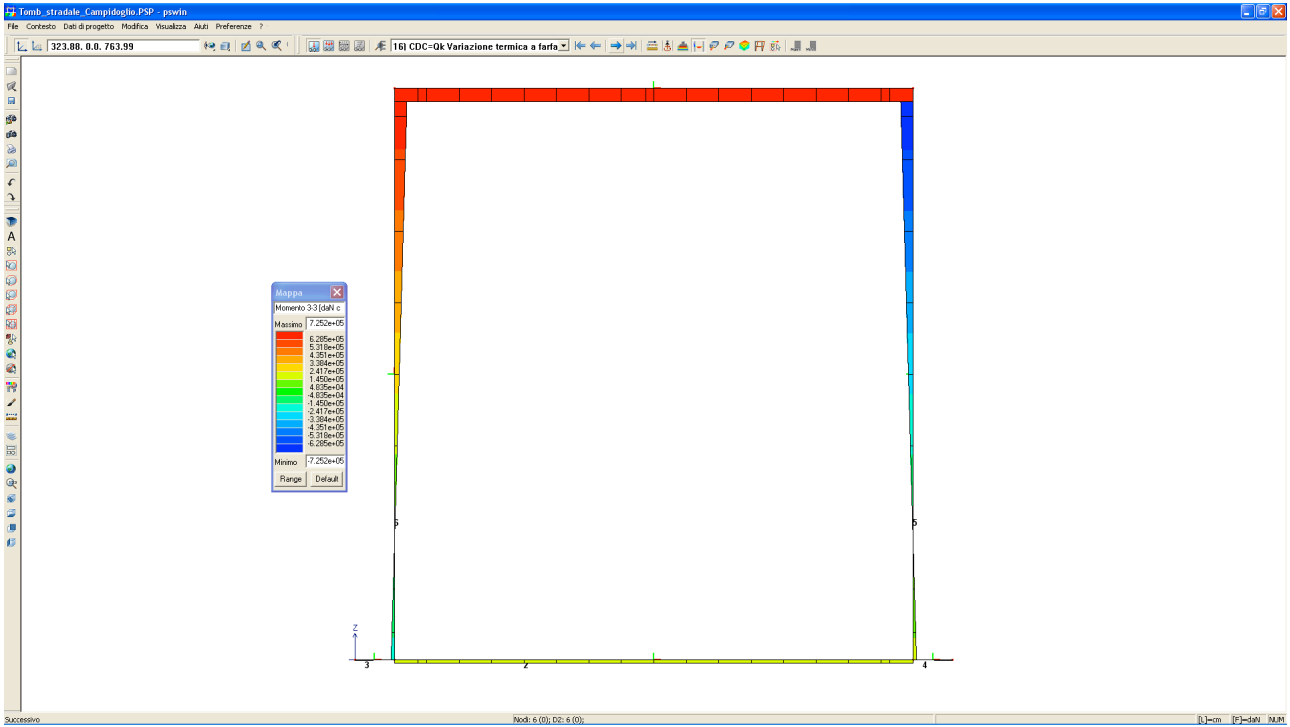 Tomb_stradale_Campidoglio.PSP - pswin
File Contesto Dati di progetto Modifica Visualizza Aiuti Preferenze ?
323.88. 0.0. 763.99
16) CDC=Qk Variazione termica a farfa
A
Mappa
Momento 3-3 [daN c
Massimo 7.252e+05
6.285e+05
5.318e+05
4.351e+05
3.384e+05
2.417e+05
1.450e+05
4.835e+04
-4.835e+04
-1.450e+05
-2.417e+05
-3.384e+05
-4.351e+05
-5.318e+05
-6.285e+05
Minimo -7.252e+05
Range Default
5
Z
3
2
4
Successivo
Nodi: 6 (0); D2: 6 (0);
[L]=cm [F]=daN NUM